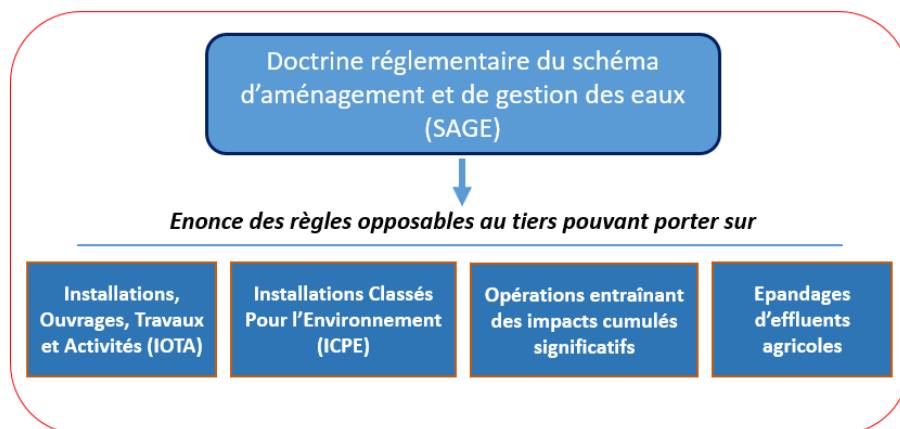 Doctrine réglementaire du schéma
d’aménagement et de gestion des eaux
(SAGE)
Enonce des règles opposables au tiers pouvant porter sur
Installations,
Ouvrages, Travaux
et Activités (IOTA)
Installations Classés
Pour l’Environnement
(ICPE)
Opérations entraînant
des impacts cumulés
significatifs
Epandages
d’effluents
agricoles